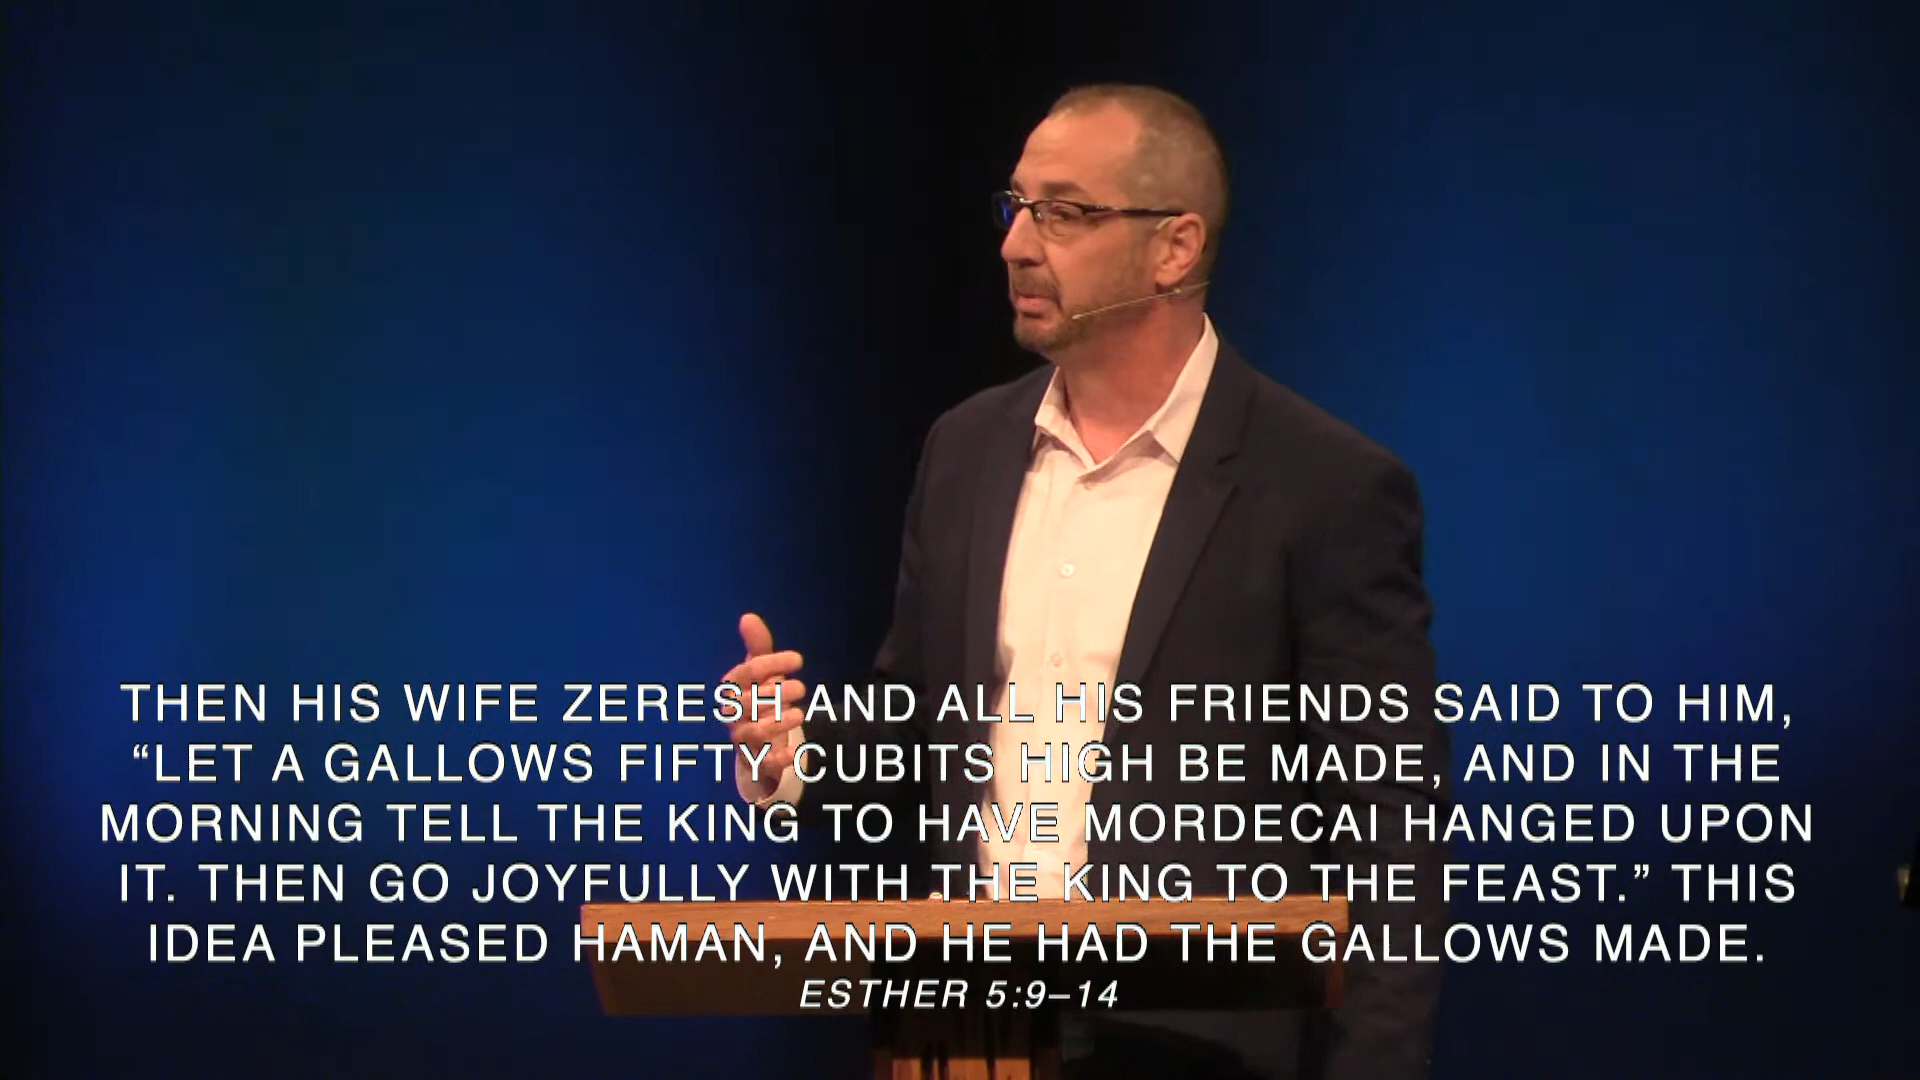 THEN HIS WIFE ZERESH AND ALL HIS FRIENDS SAID TO HIM,
“LET A GALLOWS FIFTY CUBITS HIGH BE MADE, AND IN THE
MORNING TELL THE KING TO HAVE MORDECAI HANGED UPON
IT. THEN GO JOYFULLY WITH THE KING TO THE FEAST.” THIS
IDEA PLEASED HAMAN, AND HE HAD THE GALLOWS MADE.
ESTHER 5:9–14